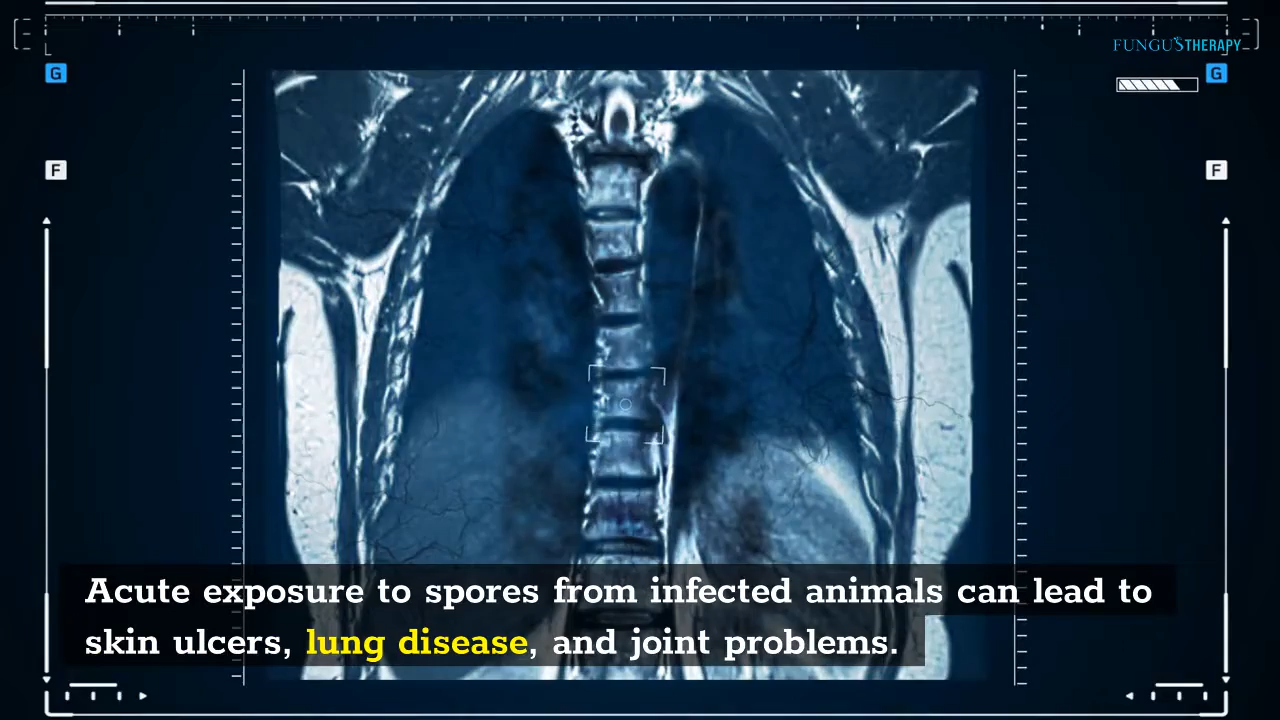 FUNGUSTHERAPY
G
G
F
F
Acute exposure to spores from infected animals can lead to
skin ulcers, lung disease, and joint problems.